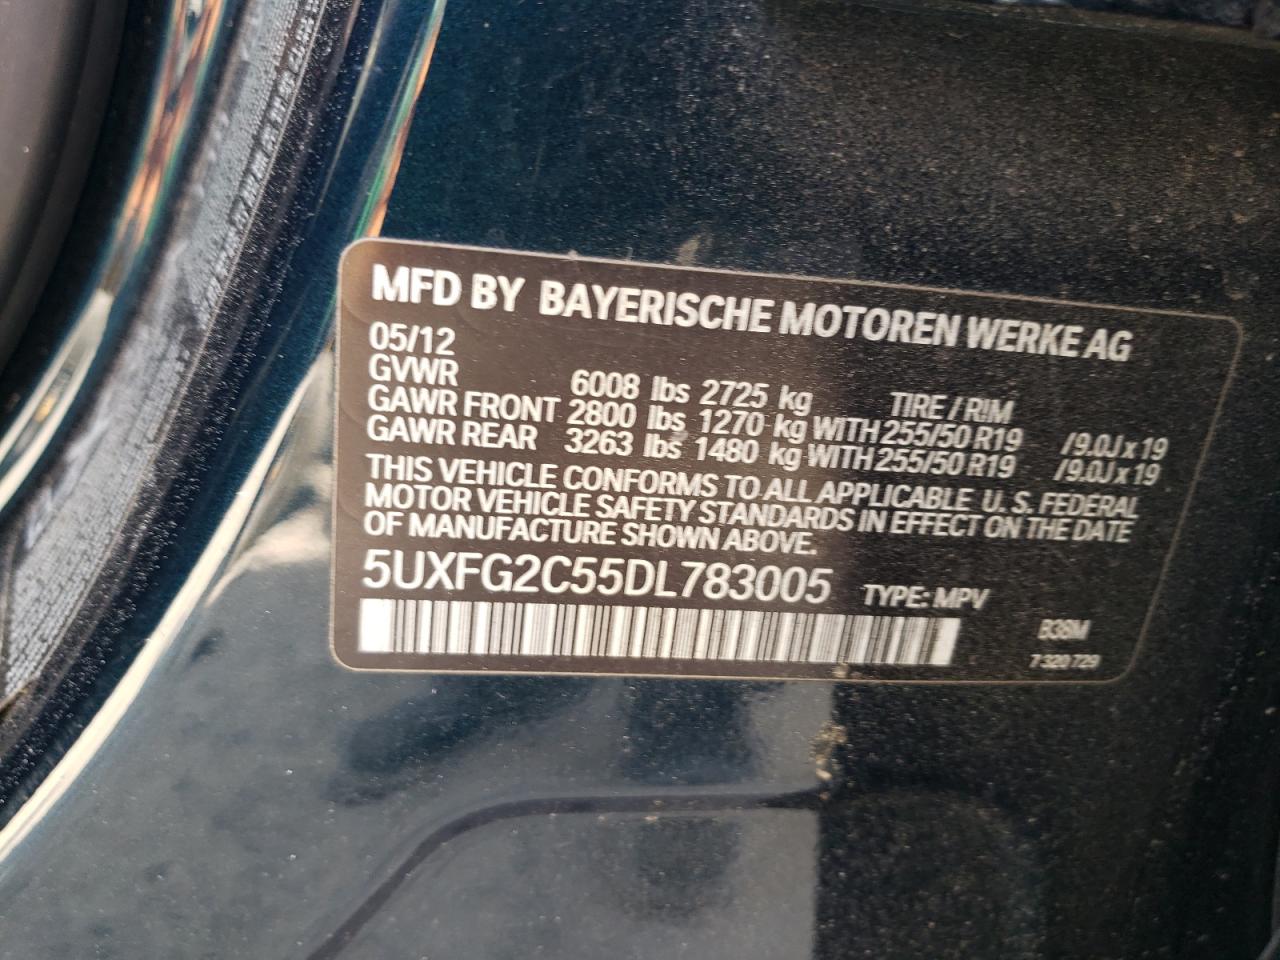 MFD BY BAYERISCHE MOTOREN WERKE AG
05/12
GVWR 6008 lbs 2725 kg TIRE / RIM
GAWR FRONT 2800 lbs 1270 kg WITH 255/50 R19 /9.0J x 19
GAWR REAR 3263 lbs 1480 kg WITH 255/50 R19 /9.0J x 19
THIS VEHICLE CONFORMS TO ALL APPLICABLE U. S. FEDERAL
MOTOR VEHICLE SAFETY STANDARDS IN EFFECT ON THE DATE
OF MANUFACTURE SHOWN ABOVE.
5UXFG2C55DL783005 TYPE: MPV
B38M
7 320 729